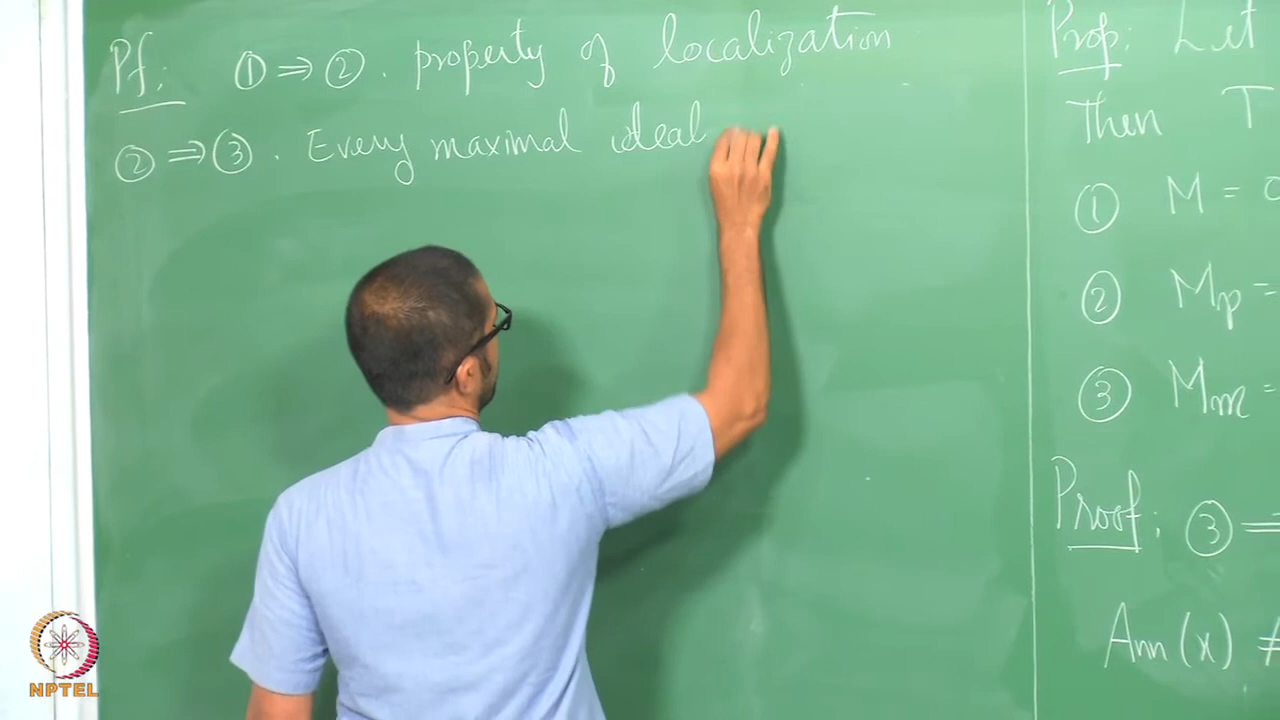 Pf: ① ⇒ ② . property of localization
② ⇒ ③ . Every maximal ideal
Prop: Let
Then T
① M = 0
② Mp =
③ Mm =
Proof: ③ =
Ann(x) ≠
NPTEL